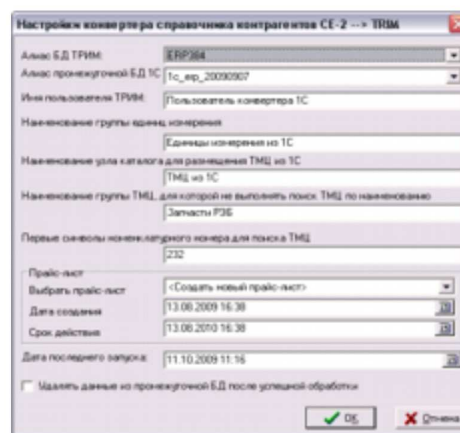 Настройки конвертера справочника контрагентов CE-2 --> TRIM
Алиас БД ТРИМ: ERP304
Алиас промежуточной БД 1С 1c_erp_20090907
Имя пользователя ТРИМ: Пользователь конвертера 1С
Наименование группы единиц измерения
Единицы измерения из 1С
Наименование узла каталога для размещения ТМЦ из 1С
ТМЦ из 1С
Наименование группы ТМЦ, для которой не выполнять поиск ТМЦ по наименованию
Запчасти РЭБ
Первые символы номенклатурного номера для поиска ТМЦ
232
Прайс-лист
Выбрать прайс-лист <Создать новый прайс-лист>
Дата создания 13.08.2009 16:38
Срок действия 13.08.2010 16:38
Дата последнего запуска: 11.10.2009 11:16
Удалять данные из промежуточной БД после успешной обработки
OK Отмена